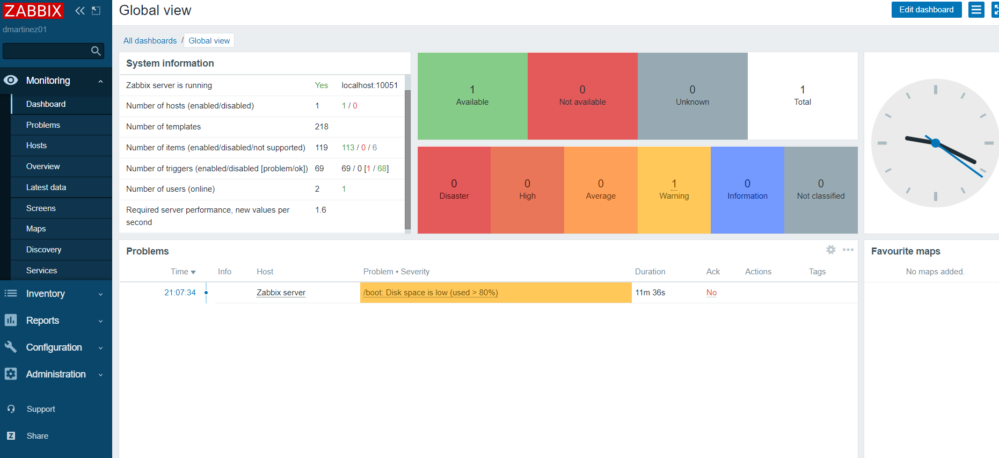 ZABBIX
dmartinez01
Monitoring
Dashboard
Problems
Hosts
Overview
Latest data
Screens
Maps
Discovery
Services
Inventory
Reports
Configuration
Administration
Support
Z Share
Global view
Edit dashboard
All dashboards / Global view
System information
Zabbix server is running Yes localhost:10051
Number of hosts (enabled/disabled) 1 1 / 0
Number of templates 218
Number of items (enabled/disabled/not supported) 119 113 / 0 / 6
Number of triggers (enabled/disabled [problem/ok]) 69 69 / 0 [1 / 68]
Number of users (online) 2 1
Required server performance, new values per
second 1.6
1
Available
0
Not available
0
Unknown
1
Total
0
Disaster
0
High
0
Average
1
Warning
0
Information
0
Not classified
Problems
Time Info Host Problem • Severity Duration Ack Actions Tags
21:07:34 Zabbix server /boot: Disk space is low (used > 80%) 11m 36s No
Favourite maps
No maps added.